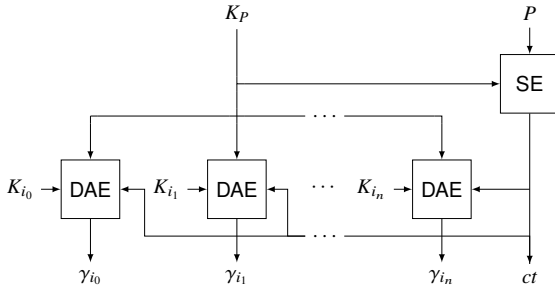 K_P P
SE
...
K_{i_0} DAE K_{i_1} DAE ... K_{i_n} DAE
...
γ_{i_0} γ_{i_1} γ_{i_n} ct